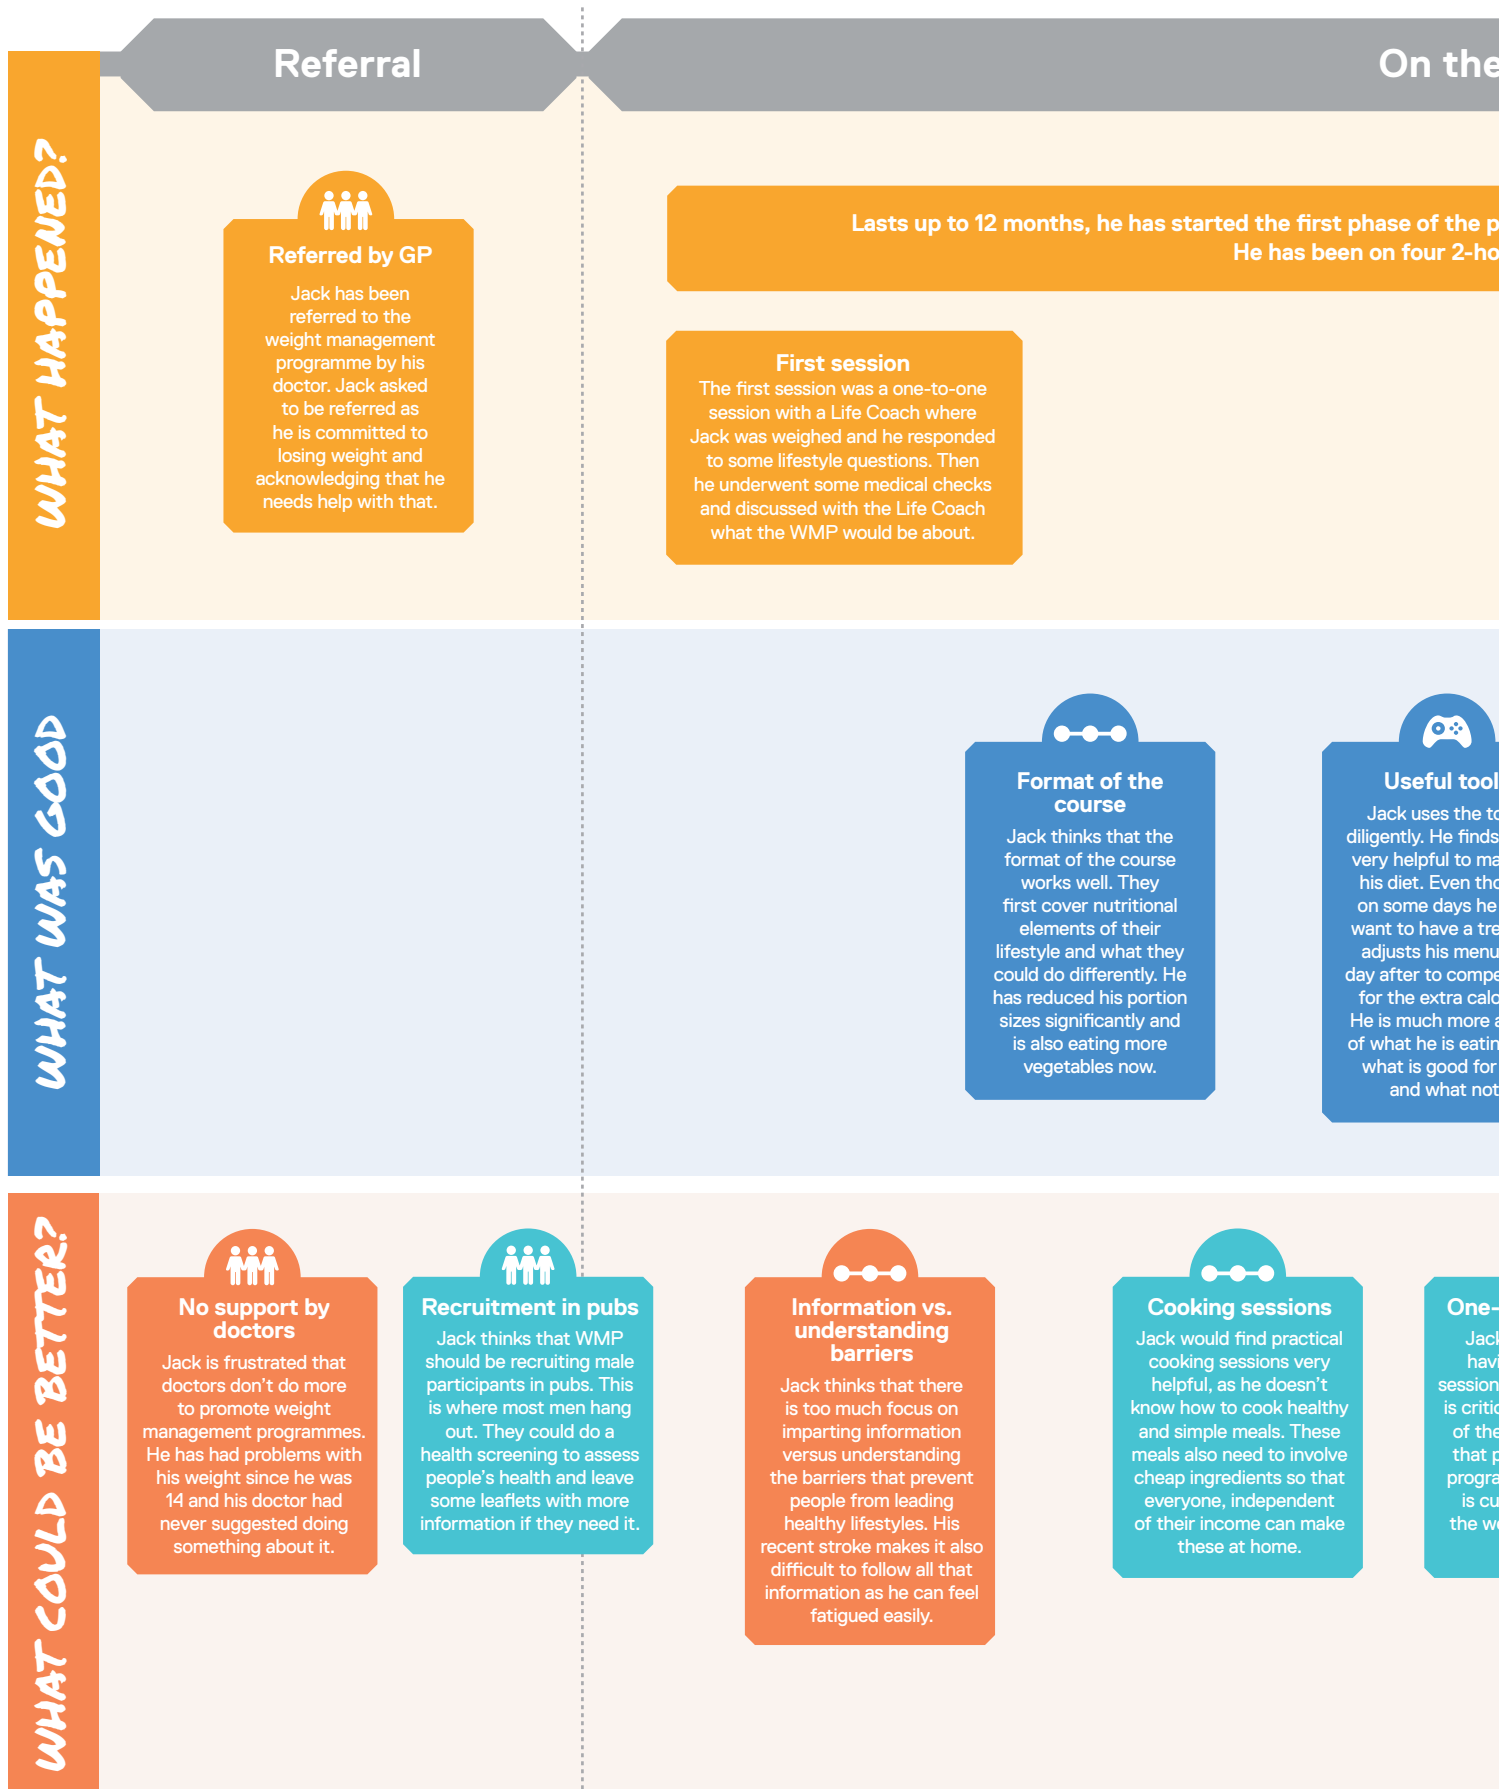 Referral
On the
WHAT HAPPENED?
Referred by GP
Jack has been
referred to the
weight management
programme by his
doctor. Jack asked
to be referred as
he is committed to
losing weight and
acknowledging that he
needs help with that.
Lasts up to 12 months, he has started the first phase of the
He has been on four
First session
The first session was a one-to-one
session with a Life Coach where
Jack was weighed and he responded
to some lifestyle questions. Then
he underwent some medical checks
and discussed with the Life Coach
what the WMP would be about.
WHAT WAS GOOD
Format of the
course
Jack thinks that the
format of the course
works well. They
first cover nutritional
elements of their
lifestyle and what they
could do differently. He
has reduced his portion
sizes significantly and
is also eating more
vegetables now.
Useful tool
Jack uses the
diligently. He finds
very helpful to
his diet. Even
on some days he
want to have a
adjusts his menu
day after to
for the extra
He is much more
of what he is
what is good for
and what not
WHAT COULD BE BETTER?
No support by
doctors
Jack is frustrated that
doctors don't do more
to promote weight
management programmes.
He has had problems with
his weight since he was
14 and his doctor had
never suggested doing
something about it.
Recruitment in pubs
Jack thinks that WMP
should be recruiting male
participants in pubs. This
is where most men hang
out. They could do a
health screening to assess
people's health and leave
some leaflets with more
information if they need it.
Information vs.
understanding
barriers
Jack thinks that there
is too much focus on
imparting information
versus understanding
the barriers that prevent
people from leading
healthy lifestyles. His
recent stroke makes it also
difficult to follow all that
information as he can feel
fatigued easily.
Cooking sessions
Jack would find practical
cooking sessions very
helpful, as he doesn't
know how to cook healthy
and simple meals. These
meals also need to involve
cheap ingredients so that
everyone, independent
of their income can make
these at home.
One-
Jack
session
is
of the
that
is
the